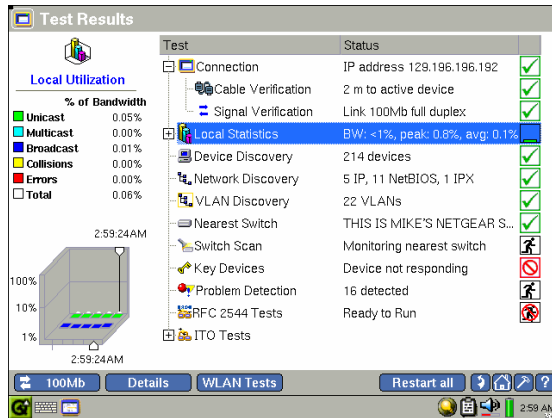 Test Results
Local Utilization
% of Bandwidth
Unicast 0.05%
Multicast 0.00%
Broadcast 0.01%
Collisions 0.00%
Errors 0.00%
Total 0.06%
2:59:24AM
100%
10%
1%
2:59:24AM
Test Status
Connection IP address 129.196.196.192
Cable Verification 2 m to active device
Signal Verification Link 100Mb full duplex
Local Statistics BW: <1%, peak: 0.8%, avg: 0.1%
Device Discovery 214 devices
Network Discovery 5 IP, 11 NetBIOS, 1 IPX
VLAN Discovery 22 VLANs
Nearest Switch THIS IS MIKE'S NETGEAR S...
Switch Scan Monitoring nearest switch
Key Devices Device not responding
Problem Detection 16 detected
RFC 2544 Tests Ready to Run
ITO Tests
100Mb Details WLAN Tests Restart all ?
2:59 AM